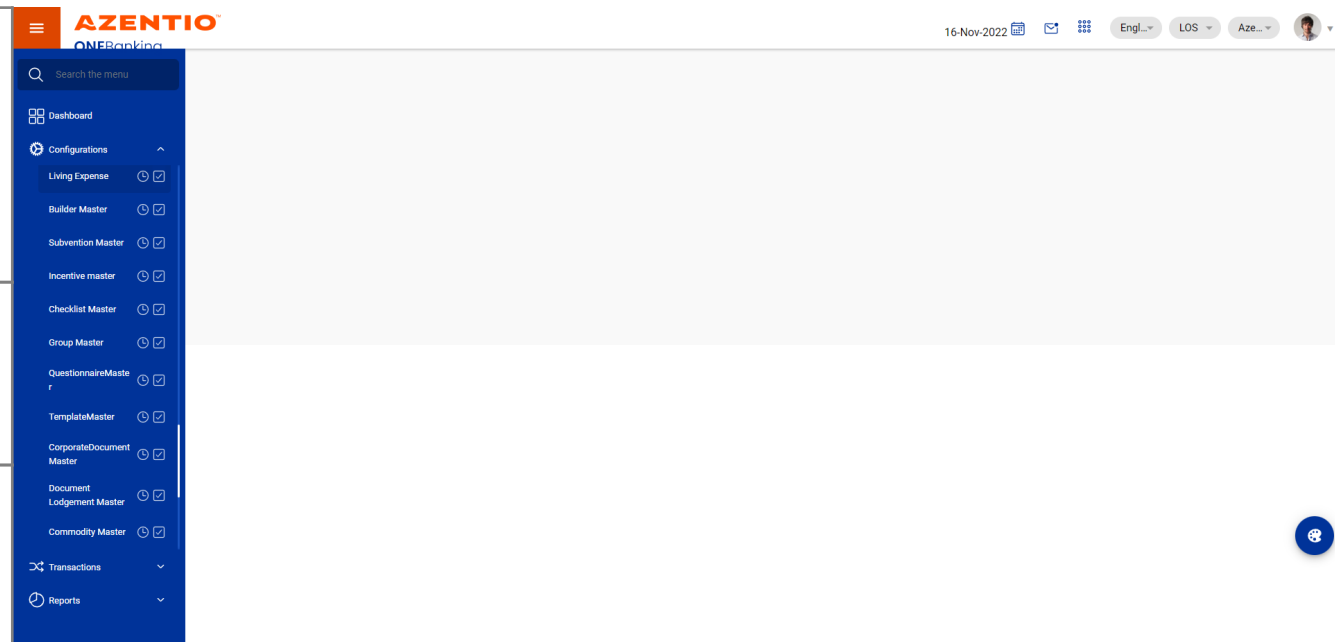 AZENTIO™
ONEBanking
16-Nov-2022
Engl...
LOS
Aze...
Search the menu
Dashboard
Configurations
Living Expense
Builder Master
Subvention Master
Incentive master
Checklist Master
Group Master
QuestionnaireMaste
r
TemplateMaster
CorporateDocument
Master
Document
Lodgement Master
Commodity Master
Transactions
Reports